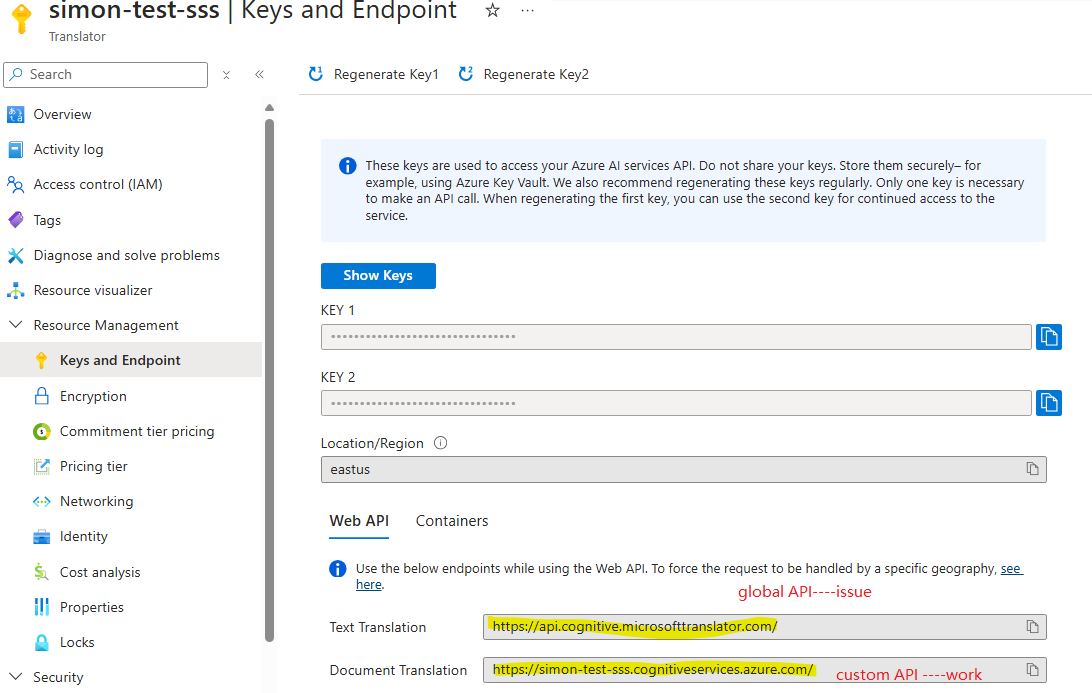 simon-test-sss | Keys and Endpoint
Translator
Search
Regenerate Key1
Regenerate Key2
Overview
Activity log
Access control (IAM)
Tags
Diagnose and solve problems
Resource visualizer
Resource Management
Keys and Endpoint
Encryption
Commitment tier pricing
Pricing tier
Networking
Identity
Cost analysis
Properties
Locks
Security
These keys are used to access your Azure AI services API. Do not share your keys. Store them securely– for
example, using Azure Key Vault. We also recommend regenerating these keys regularly. Only one key is necessary
to make an API call. When regenerating the first key, you can use the second key for continued access to the
service.
Show Keys
KEY 1
KEY 2
Location/Region
eastus
Web API
Containers
Use the below endpoints while using the Web API. To force the request to be handled by a specific geography, see
here.
global API----issue
Text Translation
https://api.cognitive.microsofttranslator.com/
Document Translation
https://simon-test-sss.cognitiveservices.azure.com/
custom API ----work